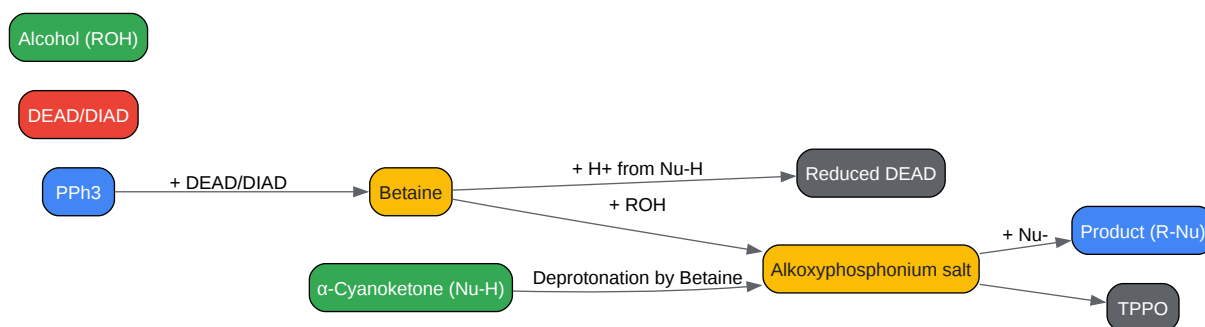 Alcohol (ROH)
DEAD/DIAD
PPh3
+ DEAD/DIAD
Betaine
+ H+ from Nu-H
Reduced DEAD
+ ROH
α-Cyanoketone (Nu-H)
Deprotonation by Betaine
Alkoxyphosphonium salt
+ Nu-
Product (R-Nu)
TPPO